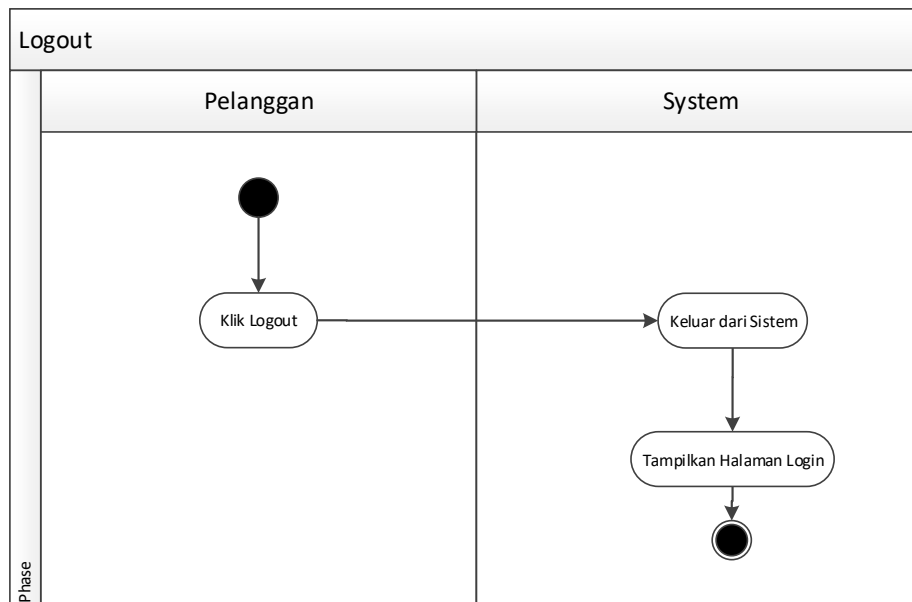 Logout
Pelanggan
System
Klik Logout
Keluar dari Sistem
Tampilkan Halaman Login
Phase